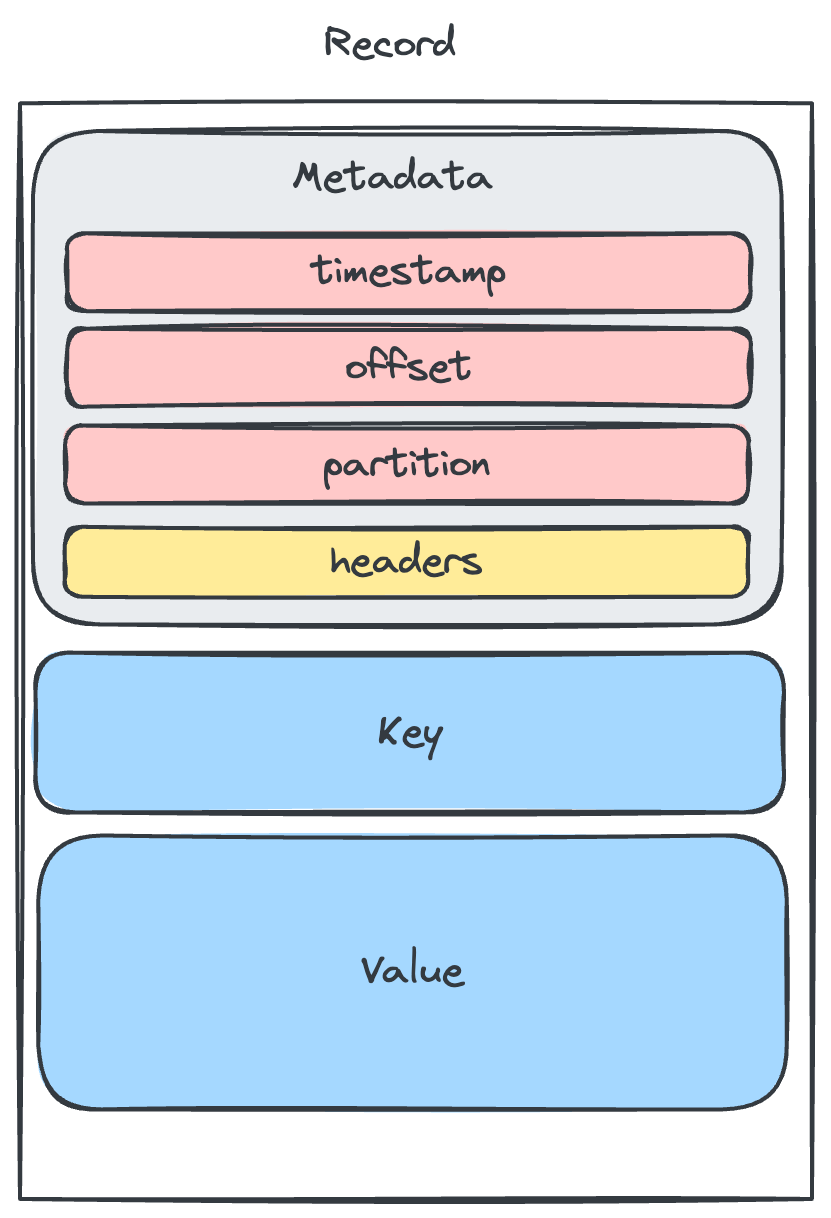 Record
Metadata
timestamp
offset
partition
headers
Key
Value